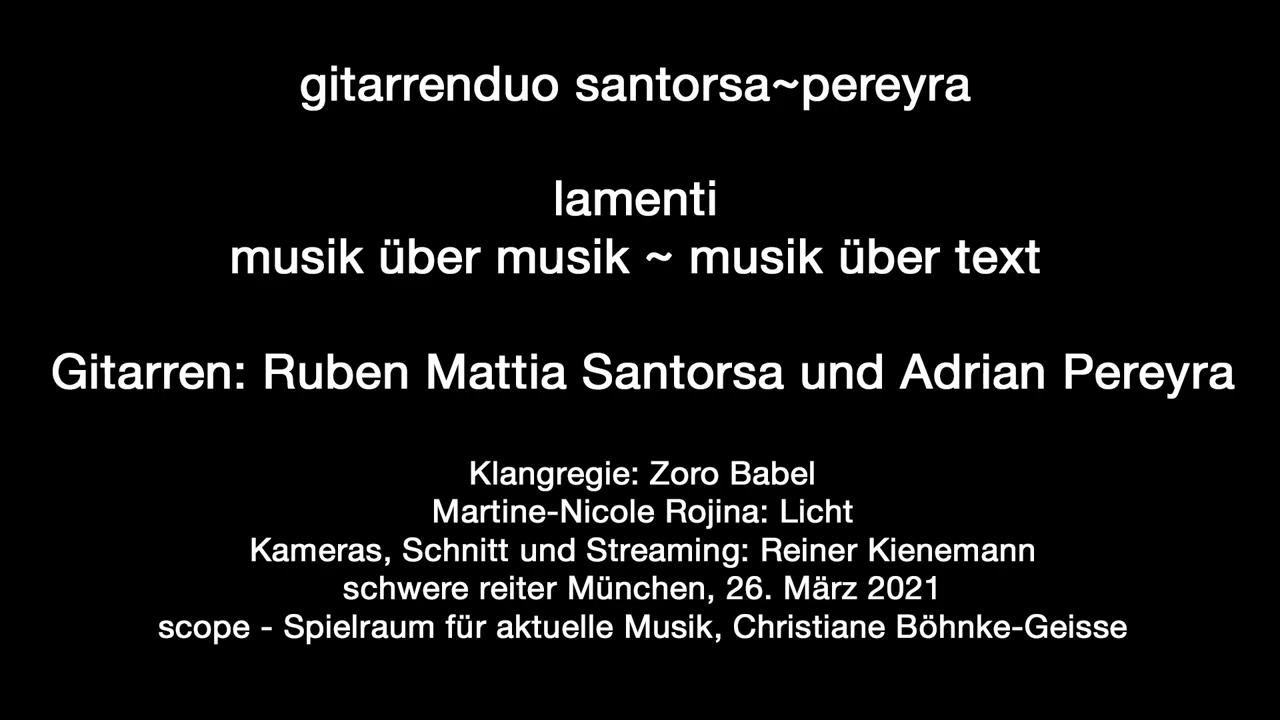 gitarrenduo santorsa~pereyra
lamenti
musik über musik ~ musik über text
Gitarren: Ruben Mattia Santorsa und Adrian Pereyra
Klangregie: Zoro Babel
Martine-Nicole Rojina: Licht
Kameras, Schnitt und Streaming: Reiner Kienemann
schwere reiter München, 26. März 2021
scope - Spielraum für aktuelle Musik, Christiane Böhnke-Geisse